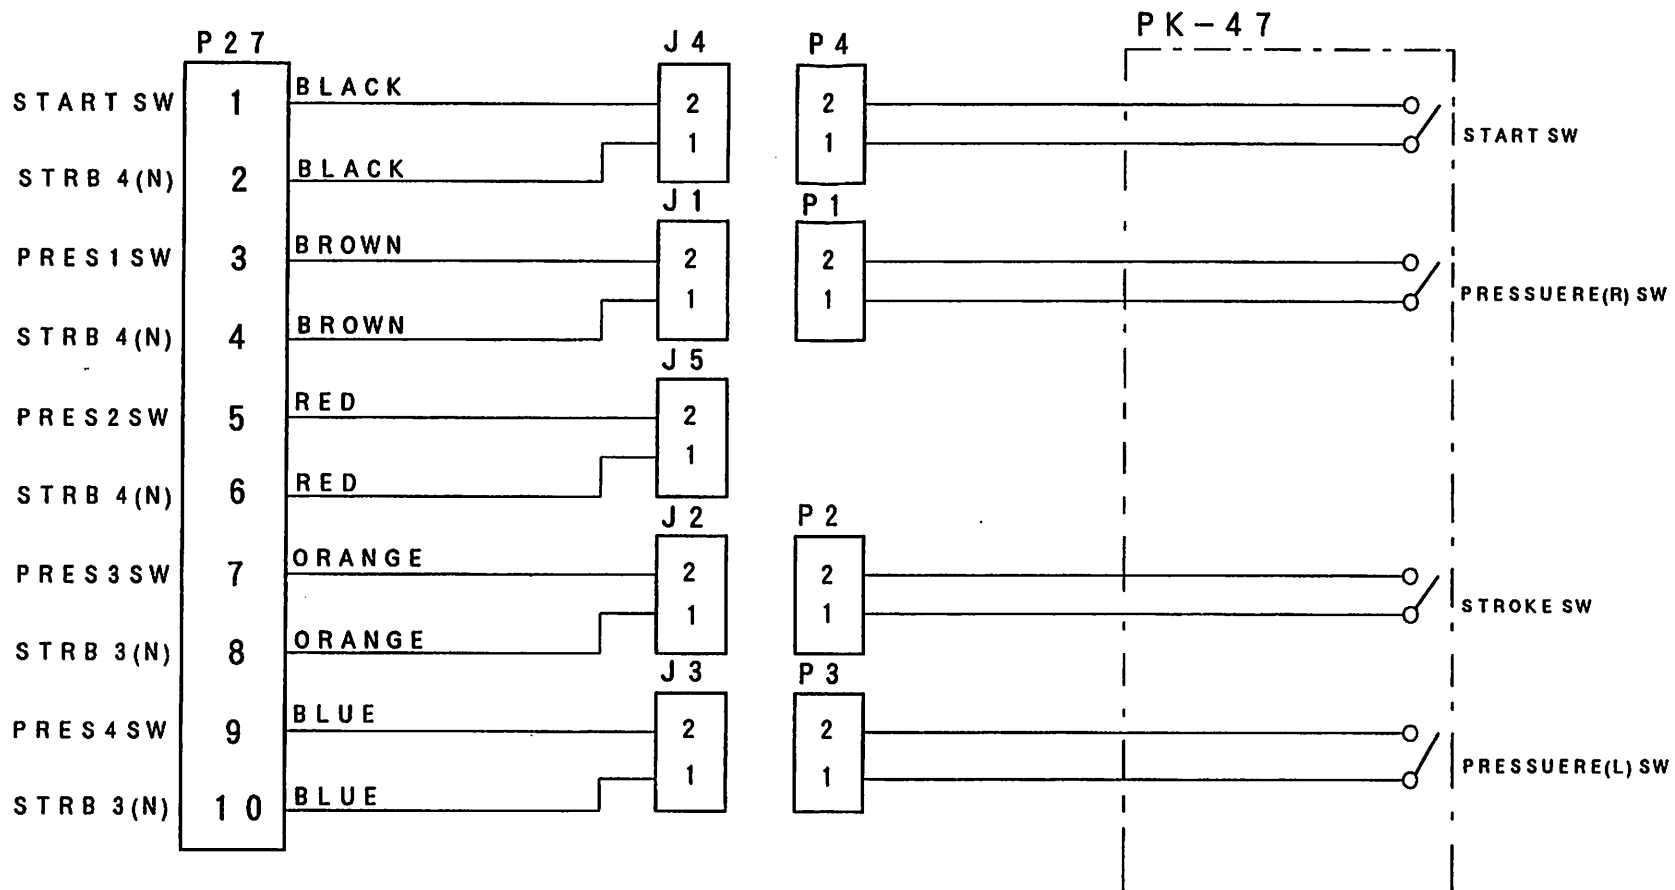 PK-47
P27
J4
P4
START SW
1
BLACK
2
2
1
1
START SW
STRB 4(N)
2
BLACK
J1
P1
PRES1SW
3
BROWN
2
2
1
1
PRESSUERE(R) SW
STRB 4(N)
4
BROWN
J5
PRES2SW
5
RED
2
1
STRB 4(N)
6
RED
J2
P2
PRES3SW
7
ORANGE
2
2
1
1
STROKE SW
STRB 3(N)
8
ORANGE
J3
P3
PRES4SW
9
BLUE
2
2
1
1
PRESSUERE(L) SW
STRB 3(N)
10
BLUE